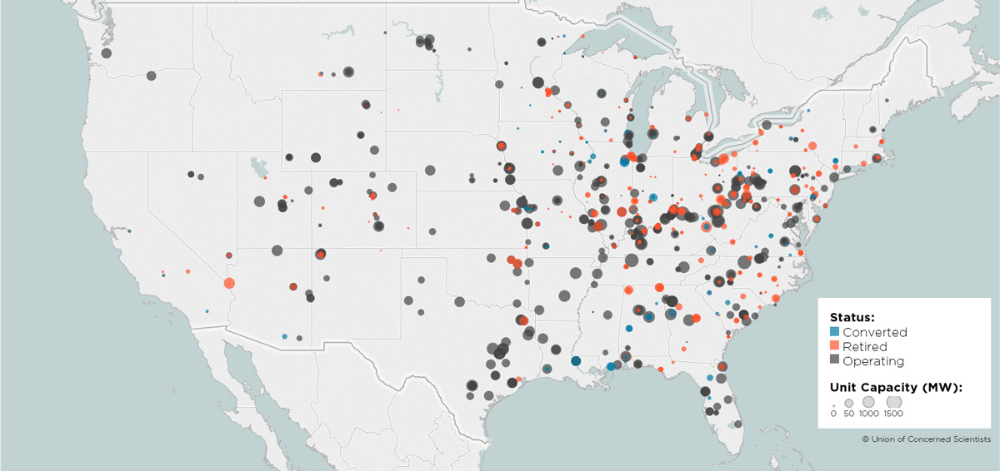 Status:
Converted
Retired
Operating
Unit Capacity (MW):
0 50 1000 1500
© Union of Concerned Scientists